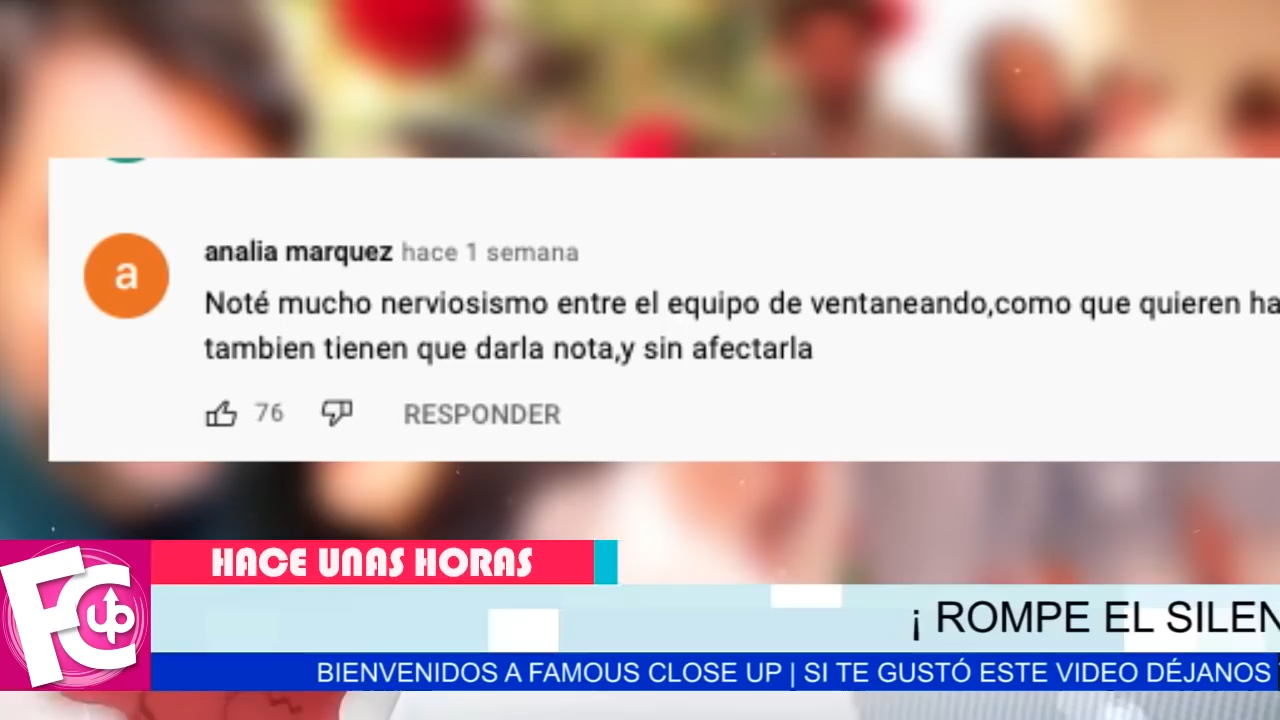 a
analia marquez hace 1 semana
Noté mucho nerviosismo entre el equipo de ventaneando,como que quieren ha
tambien tienen que darla nota,y sin afectarla
76
RESPONDER
HACE UNAS HORAS
FC up
¡ ROMPE EL SILEN
BIENVENIDOS A FAMOUS CLOSE UP | SI TE GUSTÓ ESTE VIDEO DÉJANOS